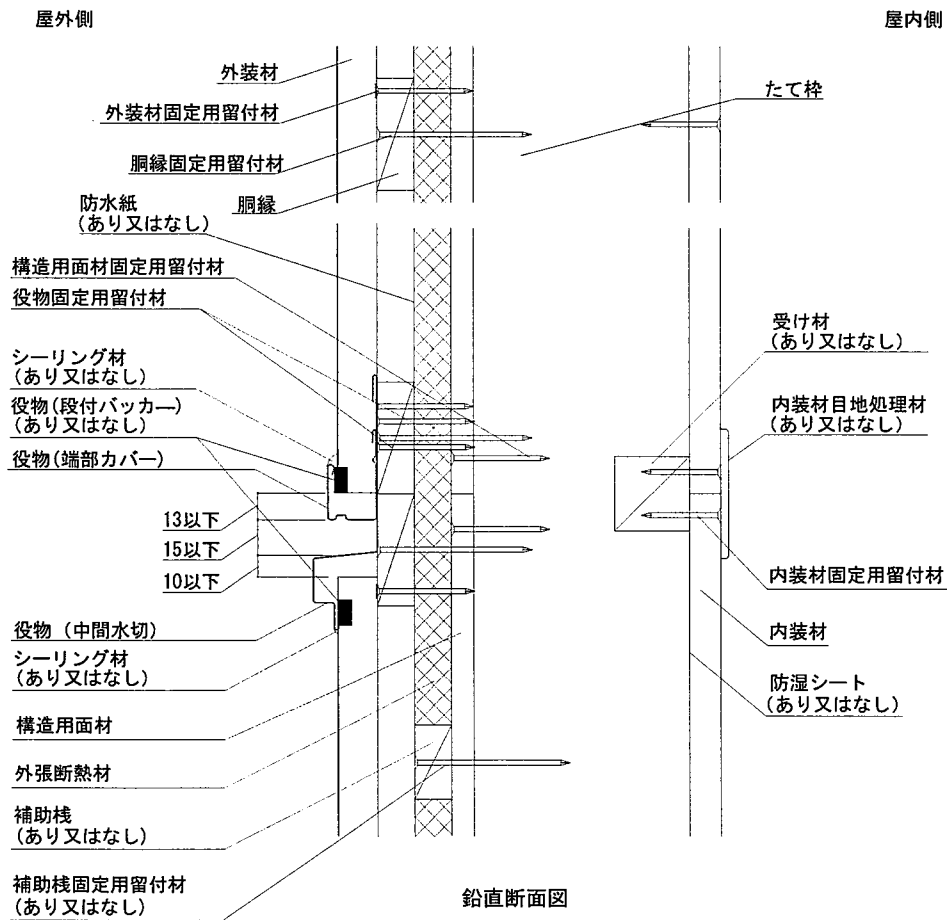 屋外側
屋内側
外装材
外装材固定用留付材
胴縁固定用留付材
胴縁
たて枠
防水紙
(あり又はなし)
構造用面材固定用留付材
役物固定用留付材
シーリング材
(あり又はなし)
役物(段付バッカー)
(あり又はなし)
役物(端部カバー)
13以下
15以下
10以下
役物 (中間水切)
シーリング材
(あり又はなし)
構造用面材
外張断熱材
補助桟
(あり又はなし)
補助桟固定用留付材
(あり又はなし)
受け材
(あり又はなし)
内装材目地処理材
(あり又はなし)
内装材固定用留付材
内装材
防湿シート
(あり又はなし)
鉛直断面図